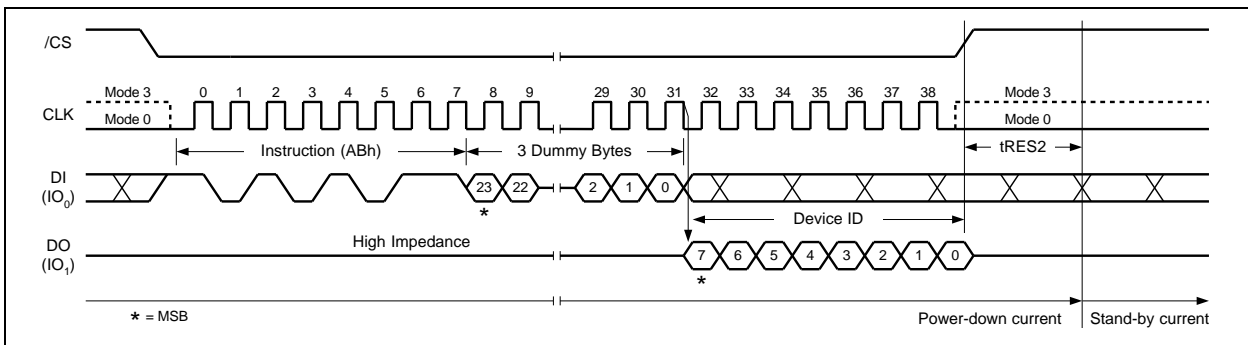 /CS
Mode 3 0 1 2 3 4 5 6 7 8 9 29 30 31 32 33 34 35 36 37 38 Mode 3
CLK
Mode 0 Mode 0
Instruction (ABh) 3 Dummy Bytes tRES2
DI
(IO0)
23 22 2 1 0
*
Device ID
High Impedance
DO
(IO1)
7 6 5 4 3 2 1 0
*
* = MSB
Power-down current Stand-by current